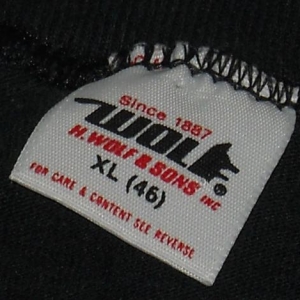 Since 1887
WOLF®
H. WOLF & SONS INC
XL (46)
FOR CARE & CONTENT SEE REVERSE